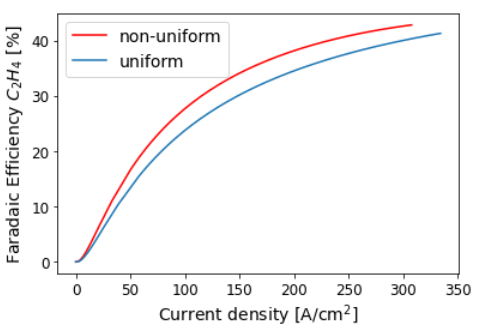 non-uniform
uniform
Faradaic Efficiency C₂H₄ [%]
40
30
20
10
0
0 50 100 150 200 250 300 350
Current density [A/cm²]